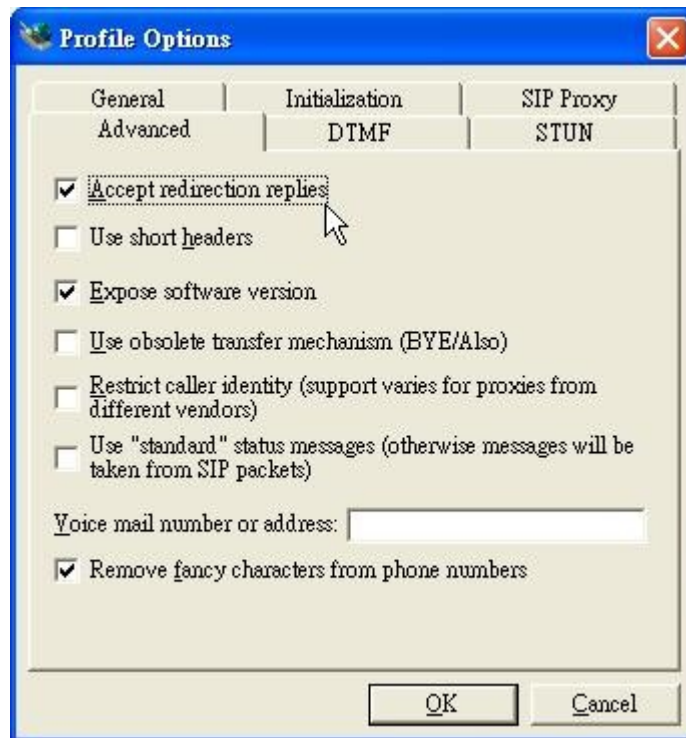 Profile Options
General
Initialization
SIP Proxy
Advanced
DTMF
STUN
Accept redirection replies
Use short headers
Expose software version
Use obsolete transfer mechanism (BYE/Also)
Restrict caller identity (support varies for proxies from
different vendors)
Use "standard" status messages (otherwise messages will be
taken from SIP packets)
Voice mail number or address:
Remove fancy characters from phone numbers
OK
Cancel